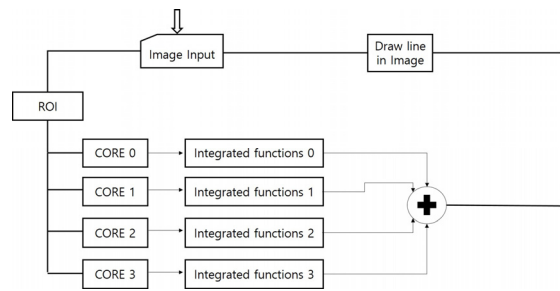 Image Input
Draw line
in Image
ROI
CORE 0
Integrated functions 0
CORE 1
Integrated functions 1
CORE 2
Integrated functions 2
CORE 3
Integrated functions 3